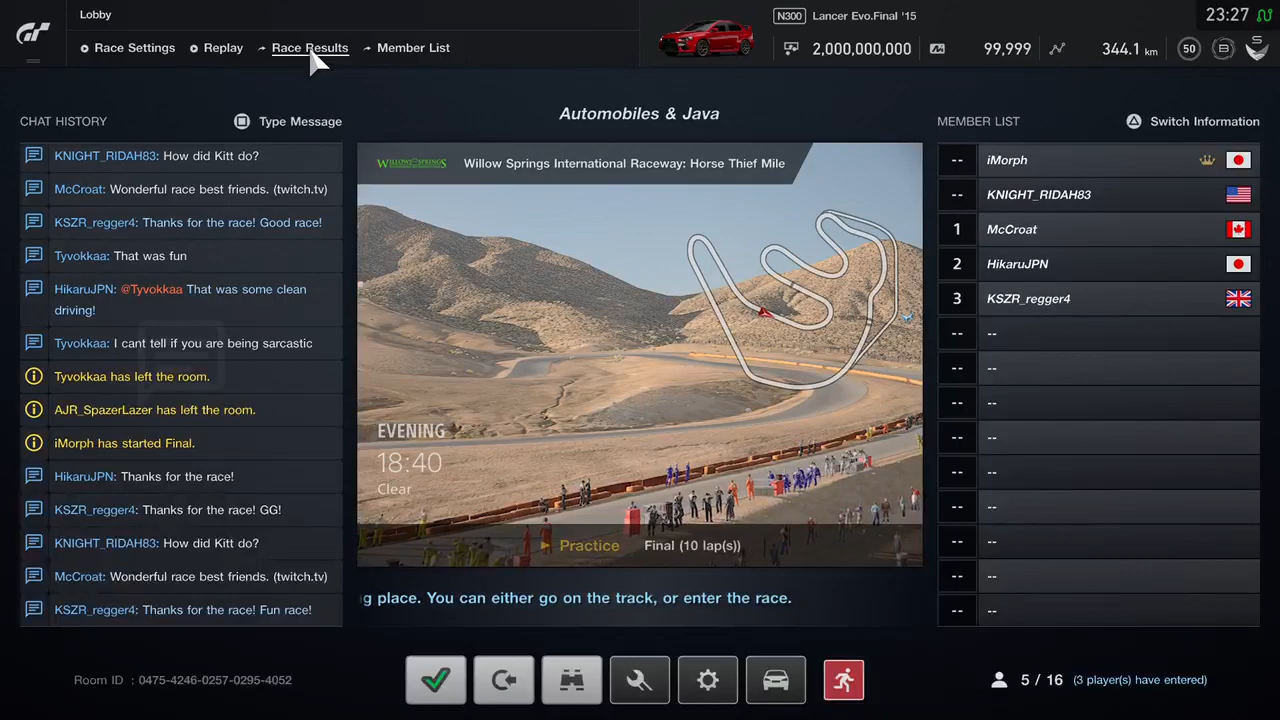 Lobby
Race Settings
Replay
Race Results
Member List
N300 Lancer Evo.Final '15
2,000,000,000
99,999
344.1 km
23:27
50
B
S
CHAT HISTORY
Type Message
KNIGHT_RIDAH83: How did Kitt do?
McCroat: Wonderful race best friends. (twitch.tv)
KSZR_regger4: Thanks for the race! Good race!
Tyvokkaa: That was fun
HikaruJPN: @Tyvokkaa That was some clean
driving!
Tyvokkaa: I cant tell if you are being sarcastic
Tyvokkaa has left the room.
AJR_SpazerLazer has left the room.
iMorph has started Final.
HikaruJPN: Thanks for the race!
KSZR_regger4: Thanks for the race! GG!
KNIGHT_RIDAH83: How did Kitt do?
McCroat: Wonderful race best friends. (twitch.tv)
KSZR_regger4: Thanks for the race! Fun race!
Automobiles & Java
WILLOW SPRINGS
Willow Springs International Raceway: Horse Thief Mile
EVENING
18:40
Clear
Practice Final (10 lap(s))
g place. You can either go on the track, or enter the race.
MEMBER LIST
Switch Information
-- iMorph
-- KNIGHT_RIDAH83
1 McCroat
2 HikaruJPN
3 KSZR_regger4
-- --
-- --
-- --
-- --
-- --
-- --
-- --
-- --
-- --
Room ID : 0475-4246-0257-0295-4052
5 / 16 (3 player(s) have entered)